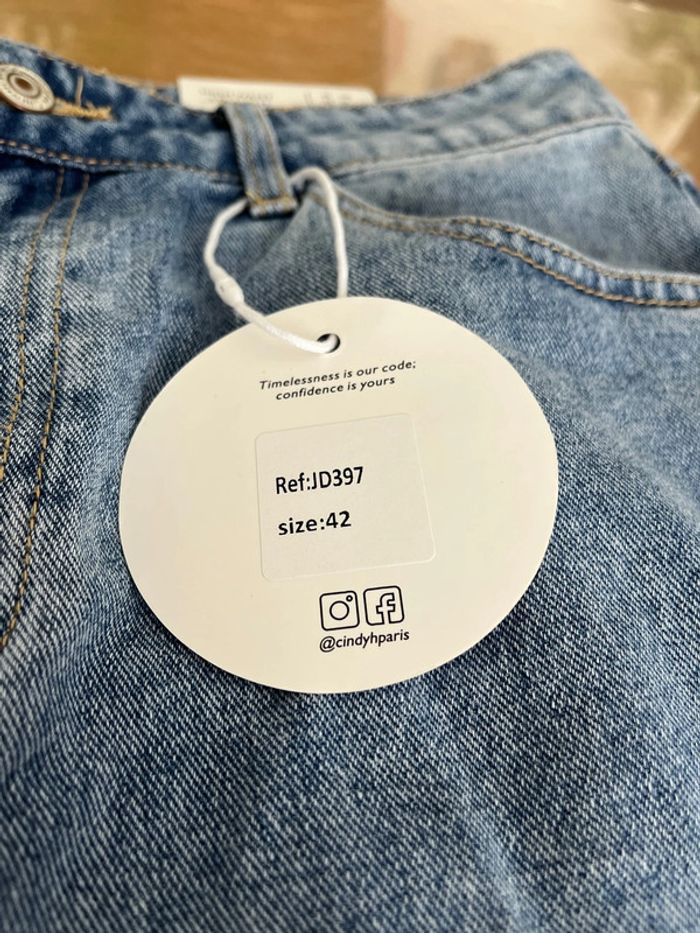 Timelessness is our code;
confidence is yours
Ref:JD397
size:42
@cindyhparis